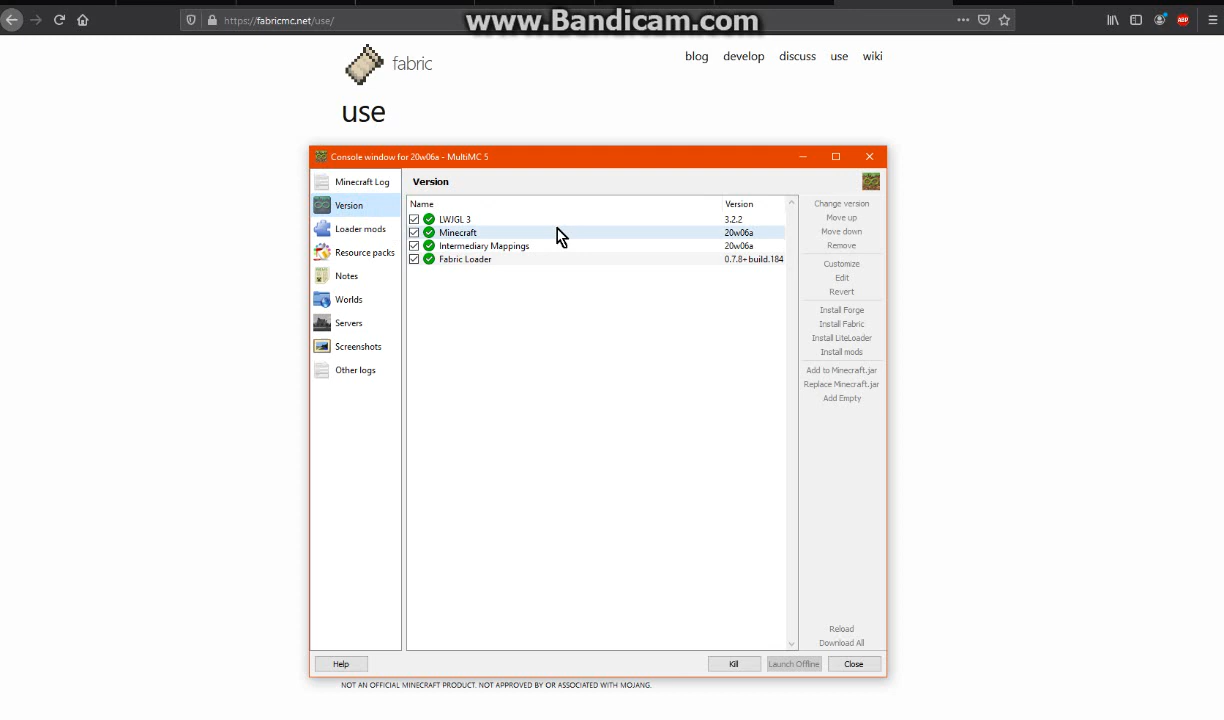 https://fabricmc.net/use/
www.Bandicam.com
ABP
fabric
blog develop discuss use wiki
use
Console window for 20w06a - MultiMC 5
Minecraft Log
Version
Loader mods
Resource packs
Notes
Worlds
Servers
Screenshots
Other logs
Version
Name Version
LWJGL 3 3.2.2
Minecraft 20w06a
Intermediary Mappings 20w06a
Fabric Loader 0.7.8+build.184
Change version
Move up
Move down
Remove
Customize
Edit
Revert
Install Forge
Install Fabric
Install LiteLoader
Install mods
Add to Minecraft.jar
Replace Minecraft.jar
Add Empty
Reload
Download All
Help
Kill
Launch Offline
Close
NOT AN OFFICIAL MINECRAFT PRODUCT. NOT APPROVED BY OR ASSOCIATED WITH MOJANG.